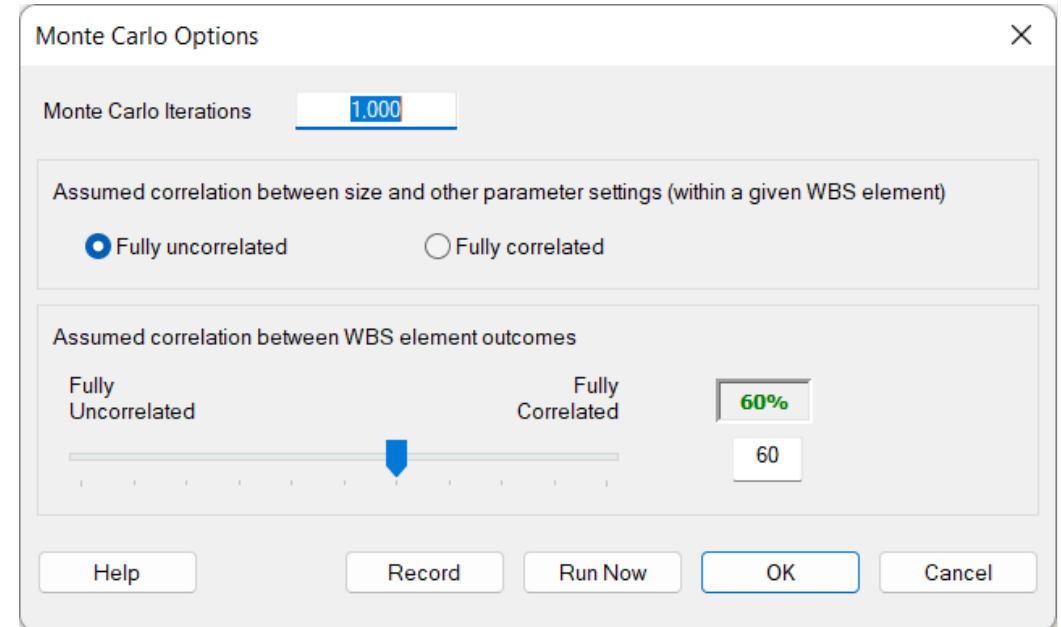 Monte Carlo Options
Monte Carlo Iterations 1.000
Assumed correlation between size and other parameter settings (within a given WBS element)
Fully uncorrelated Fully correlated
Assumed correlation between WBS element outcomes
Fully Uncorrelated
Fully Correlated
60%
60
Help Record Run Now OK Cancel